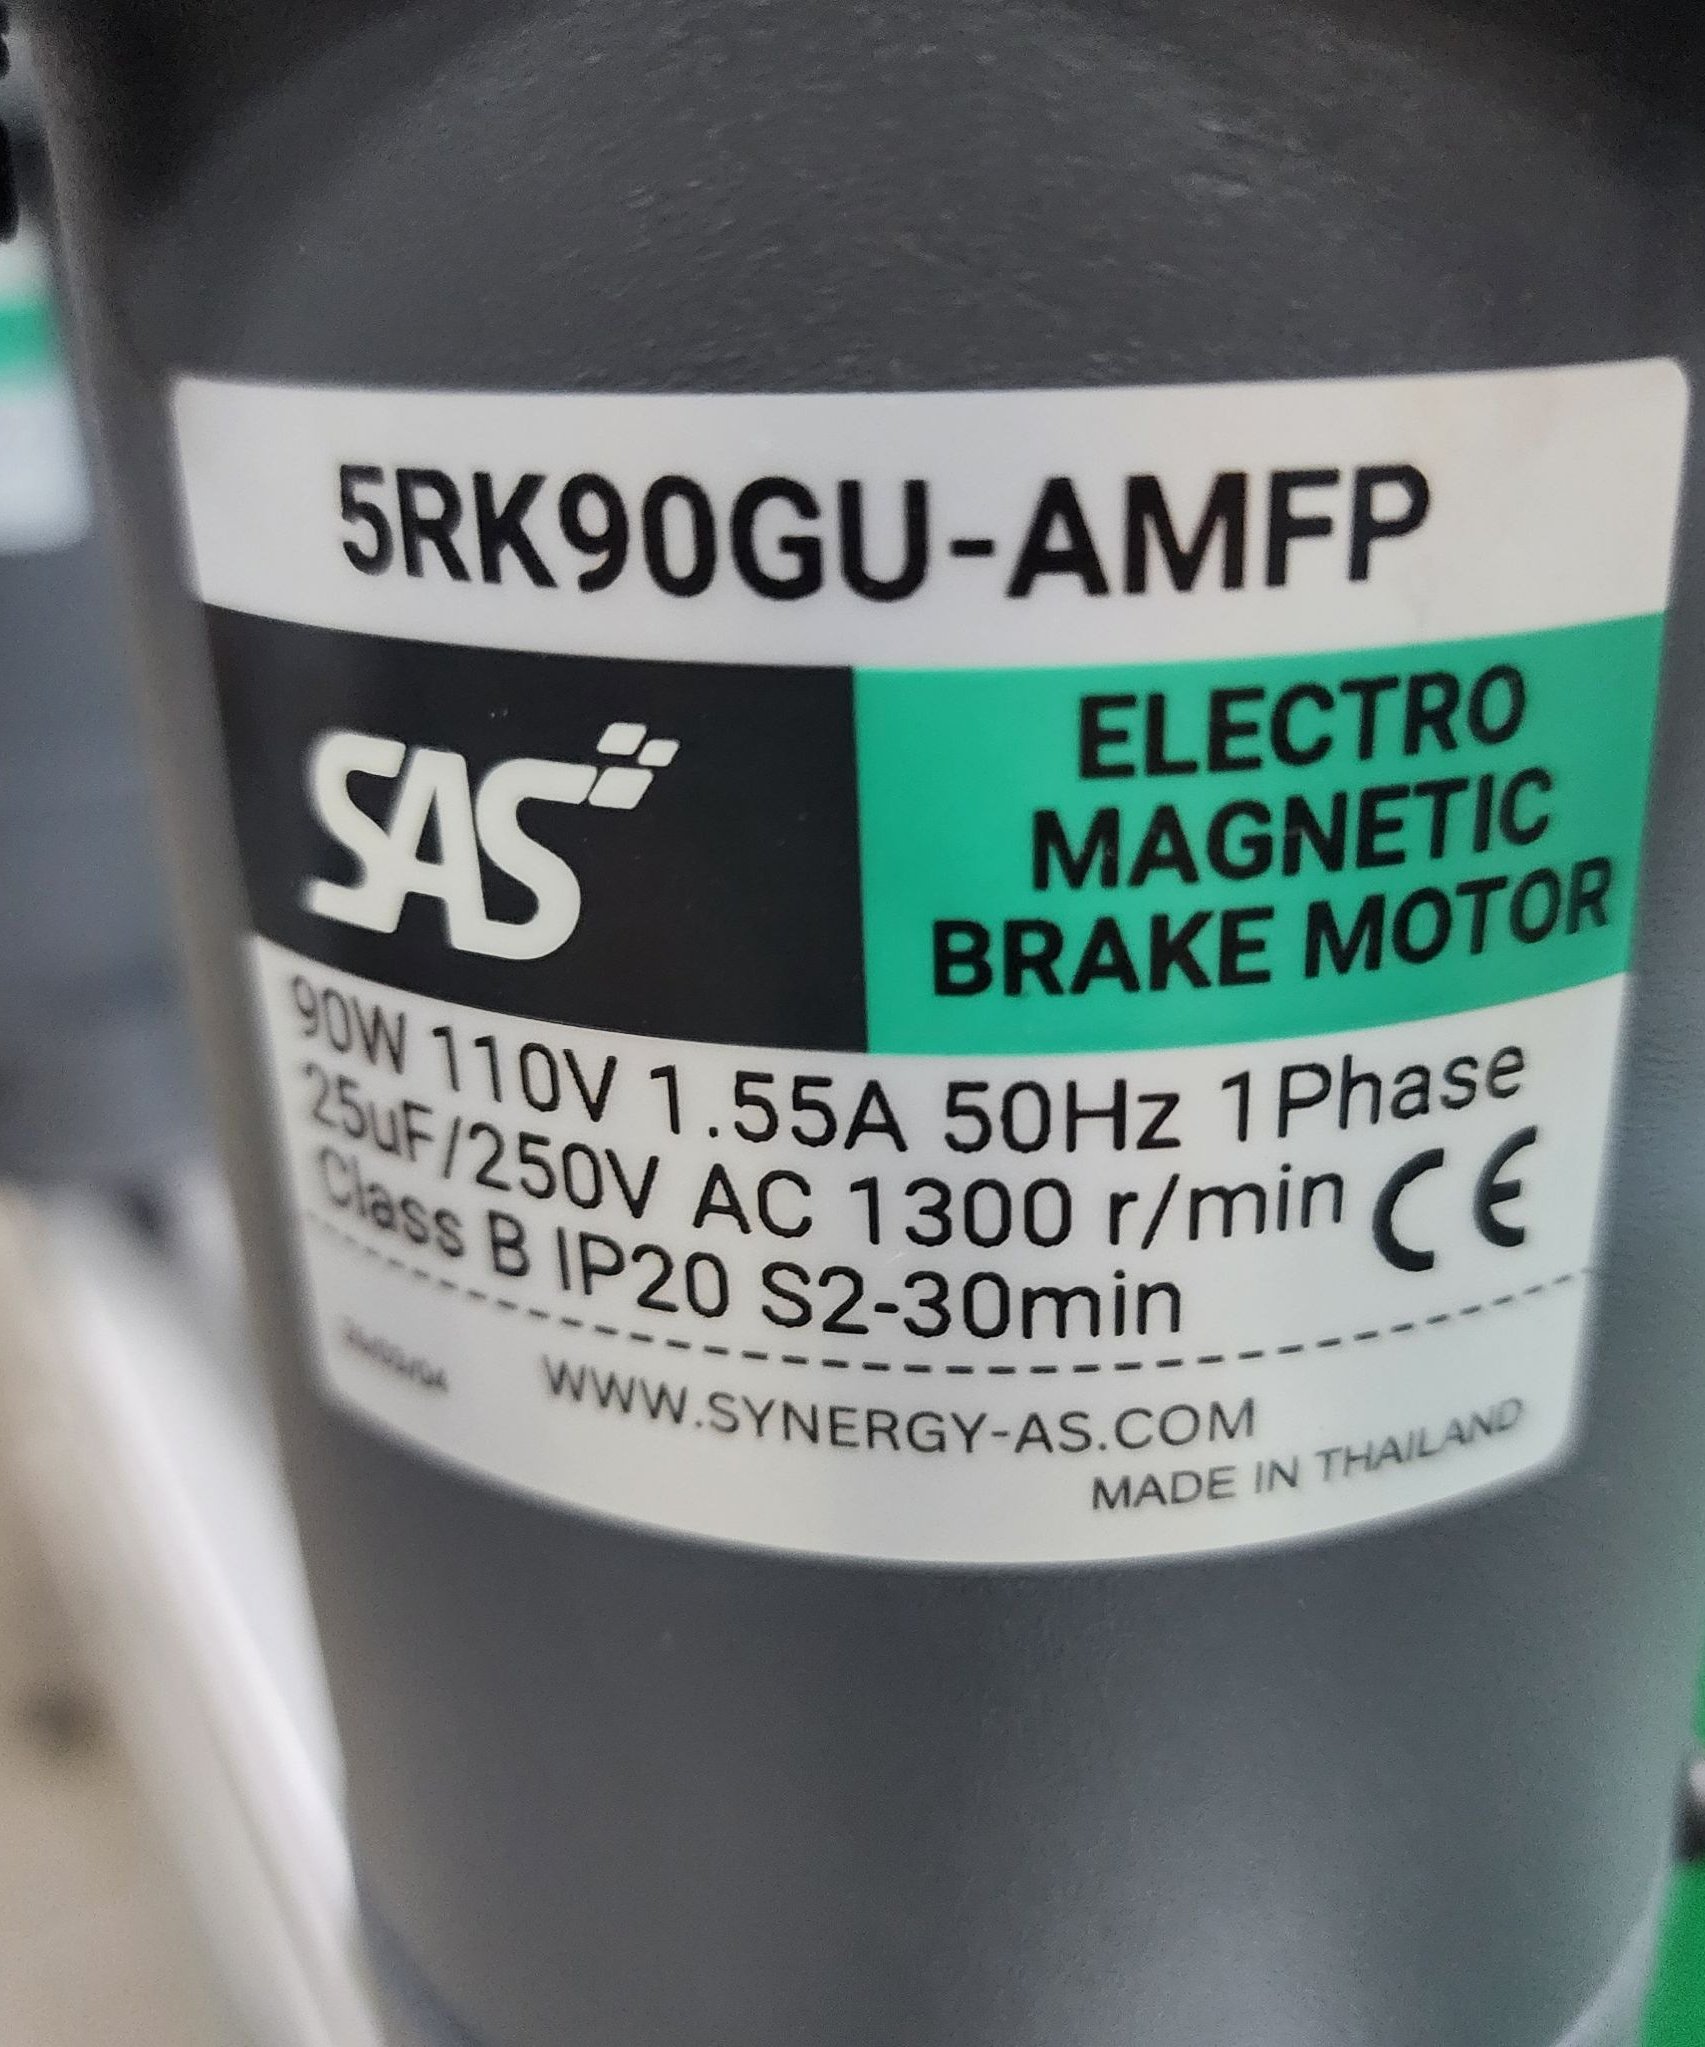 5RK90GU-AMFP
SAS
ELECTRO
MAGNETIC
BRAKE MOTOR
90W 110V 1.55A 50Hz 1Phase
25uF/250V AC 1300 r/min CE
Class B IP20 S2-30min
WWW.SYNERGY-AS.COM
MADE IN THAILAND